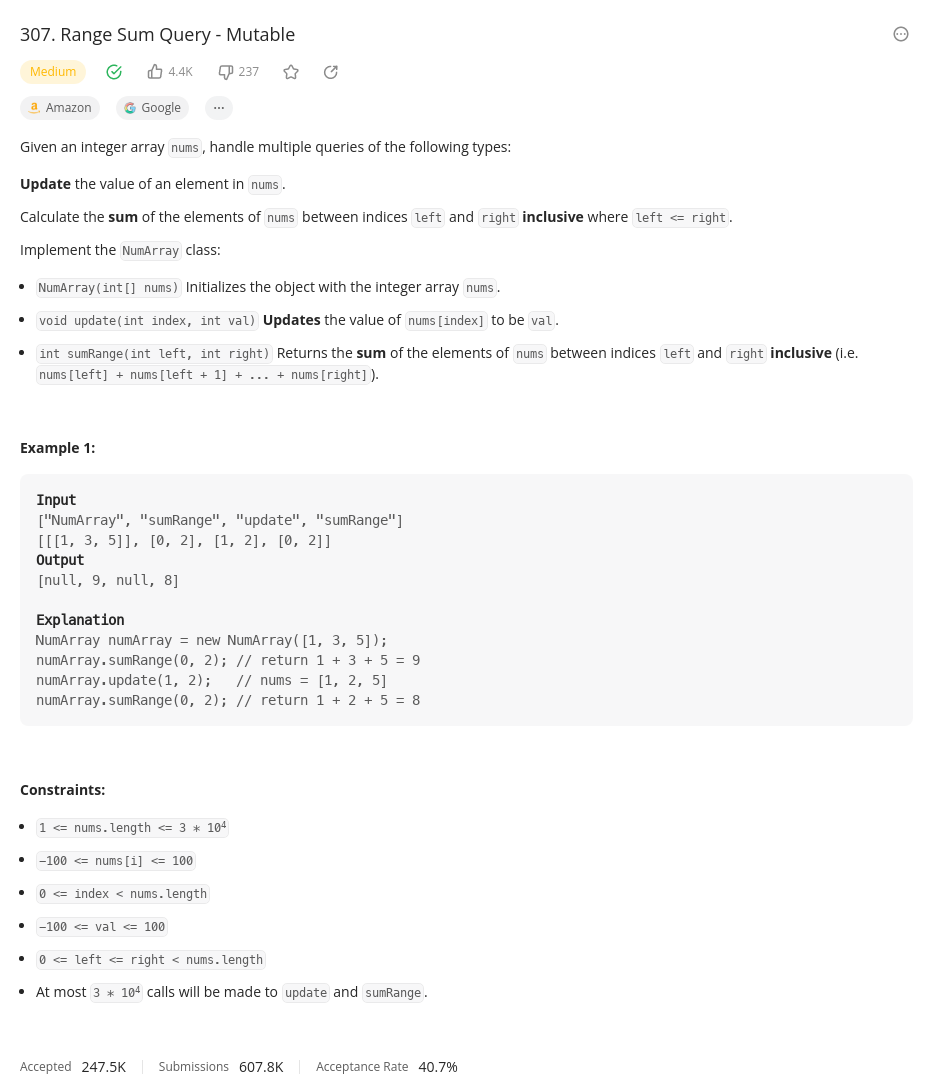 307. Range Sum Query - Mutable
Medium 4.4K 237
Amazon Google ...
Given an integer array nums, handle multiple queries of the following types:
Update the value of an element in nums.
Calculate the sum of the elements of nums between indices left and right inclusive where left <= right.
Implement the NumArray class:
• NumArray(int[] nums) Initializes the object with the integer array nums.
• void update(int index, int val) Updates the value of nums[index] to be val.
• int sumRange(int left, int right) Returns the sum of the elements of nums between indices left and right inclusive (i.e.
nums[left] + nums[left + 1] + ... + nums[right]).
Example 1:
Input
["NumArray", "sumRange", "update", "sumRange"]
[[[1, 3, 5]], [0, 2], [1, 2], [0, 2]]
Output
[null, 9, null, 8]
Explanation
NumArray numArray = new NumArray([1, 3, 5]);
numArray.sumRange(0, 2); // return 1 + 3 + 5 = 9
numArray.update(1, 2);   // nums = [1, 2, 5]
numArray.sumRange(0, 2); // return 1 + 2 + 5 = 8
Constraints:
• 1 <= nums.length <= 3 * 10⁴
• −100 <= nums[i] <= 100
• 0 <= index < nums.length
• −100 <= val <= 100
• 0 <= left <= right < nums.length
• At most 3 * 10⁴ calls will be made to update and sumRange.
Accepted 247.5K Submissions 607.8K Acceptance Rate 40.7%